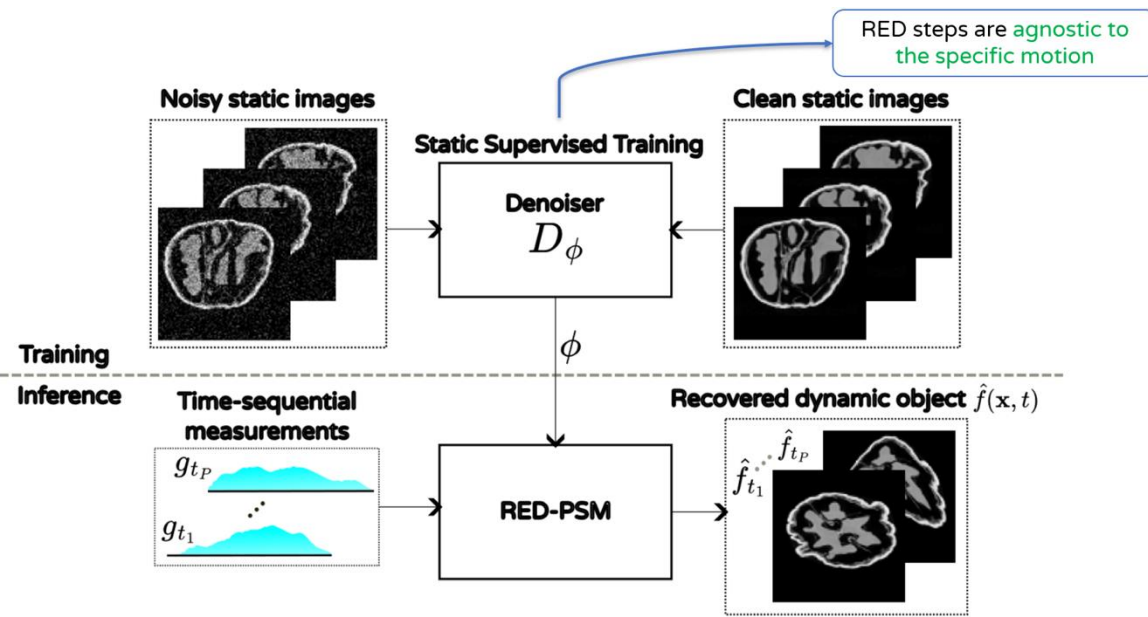 RED steps are agnostic to
the specific motion
Noisy static images
Clean static images
Static Supervised Training
Denoiser
D_ϕ
ϕ
Training
Inference
Time-sequential
measurements
g_{t_P}
g_{t_1}
RED-PSM
Recovered dynamic object f̂(x, t)
f̂_{t_P}
f̂_{t_1}